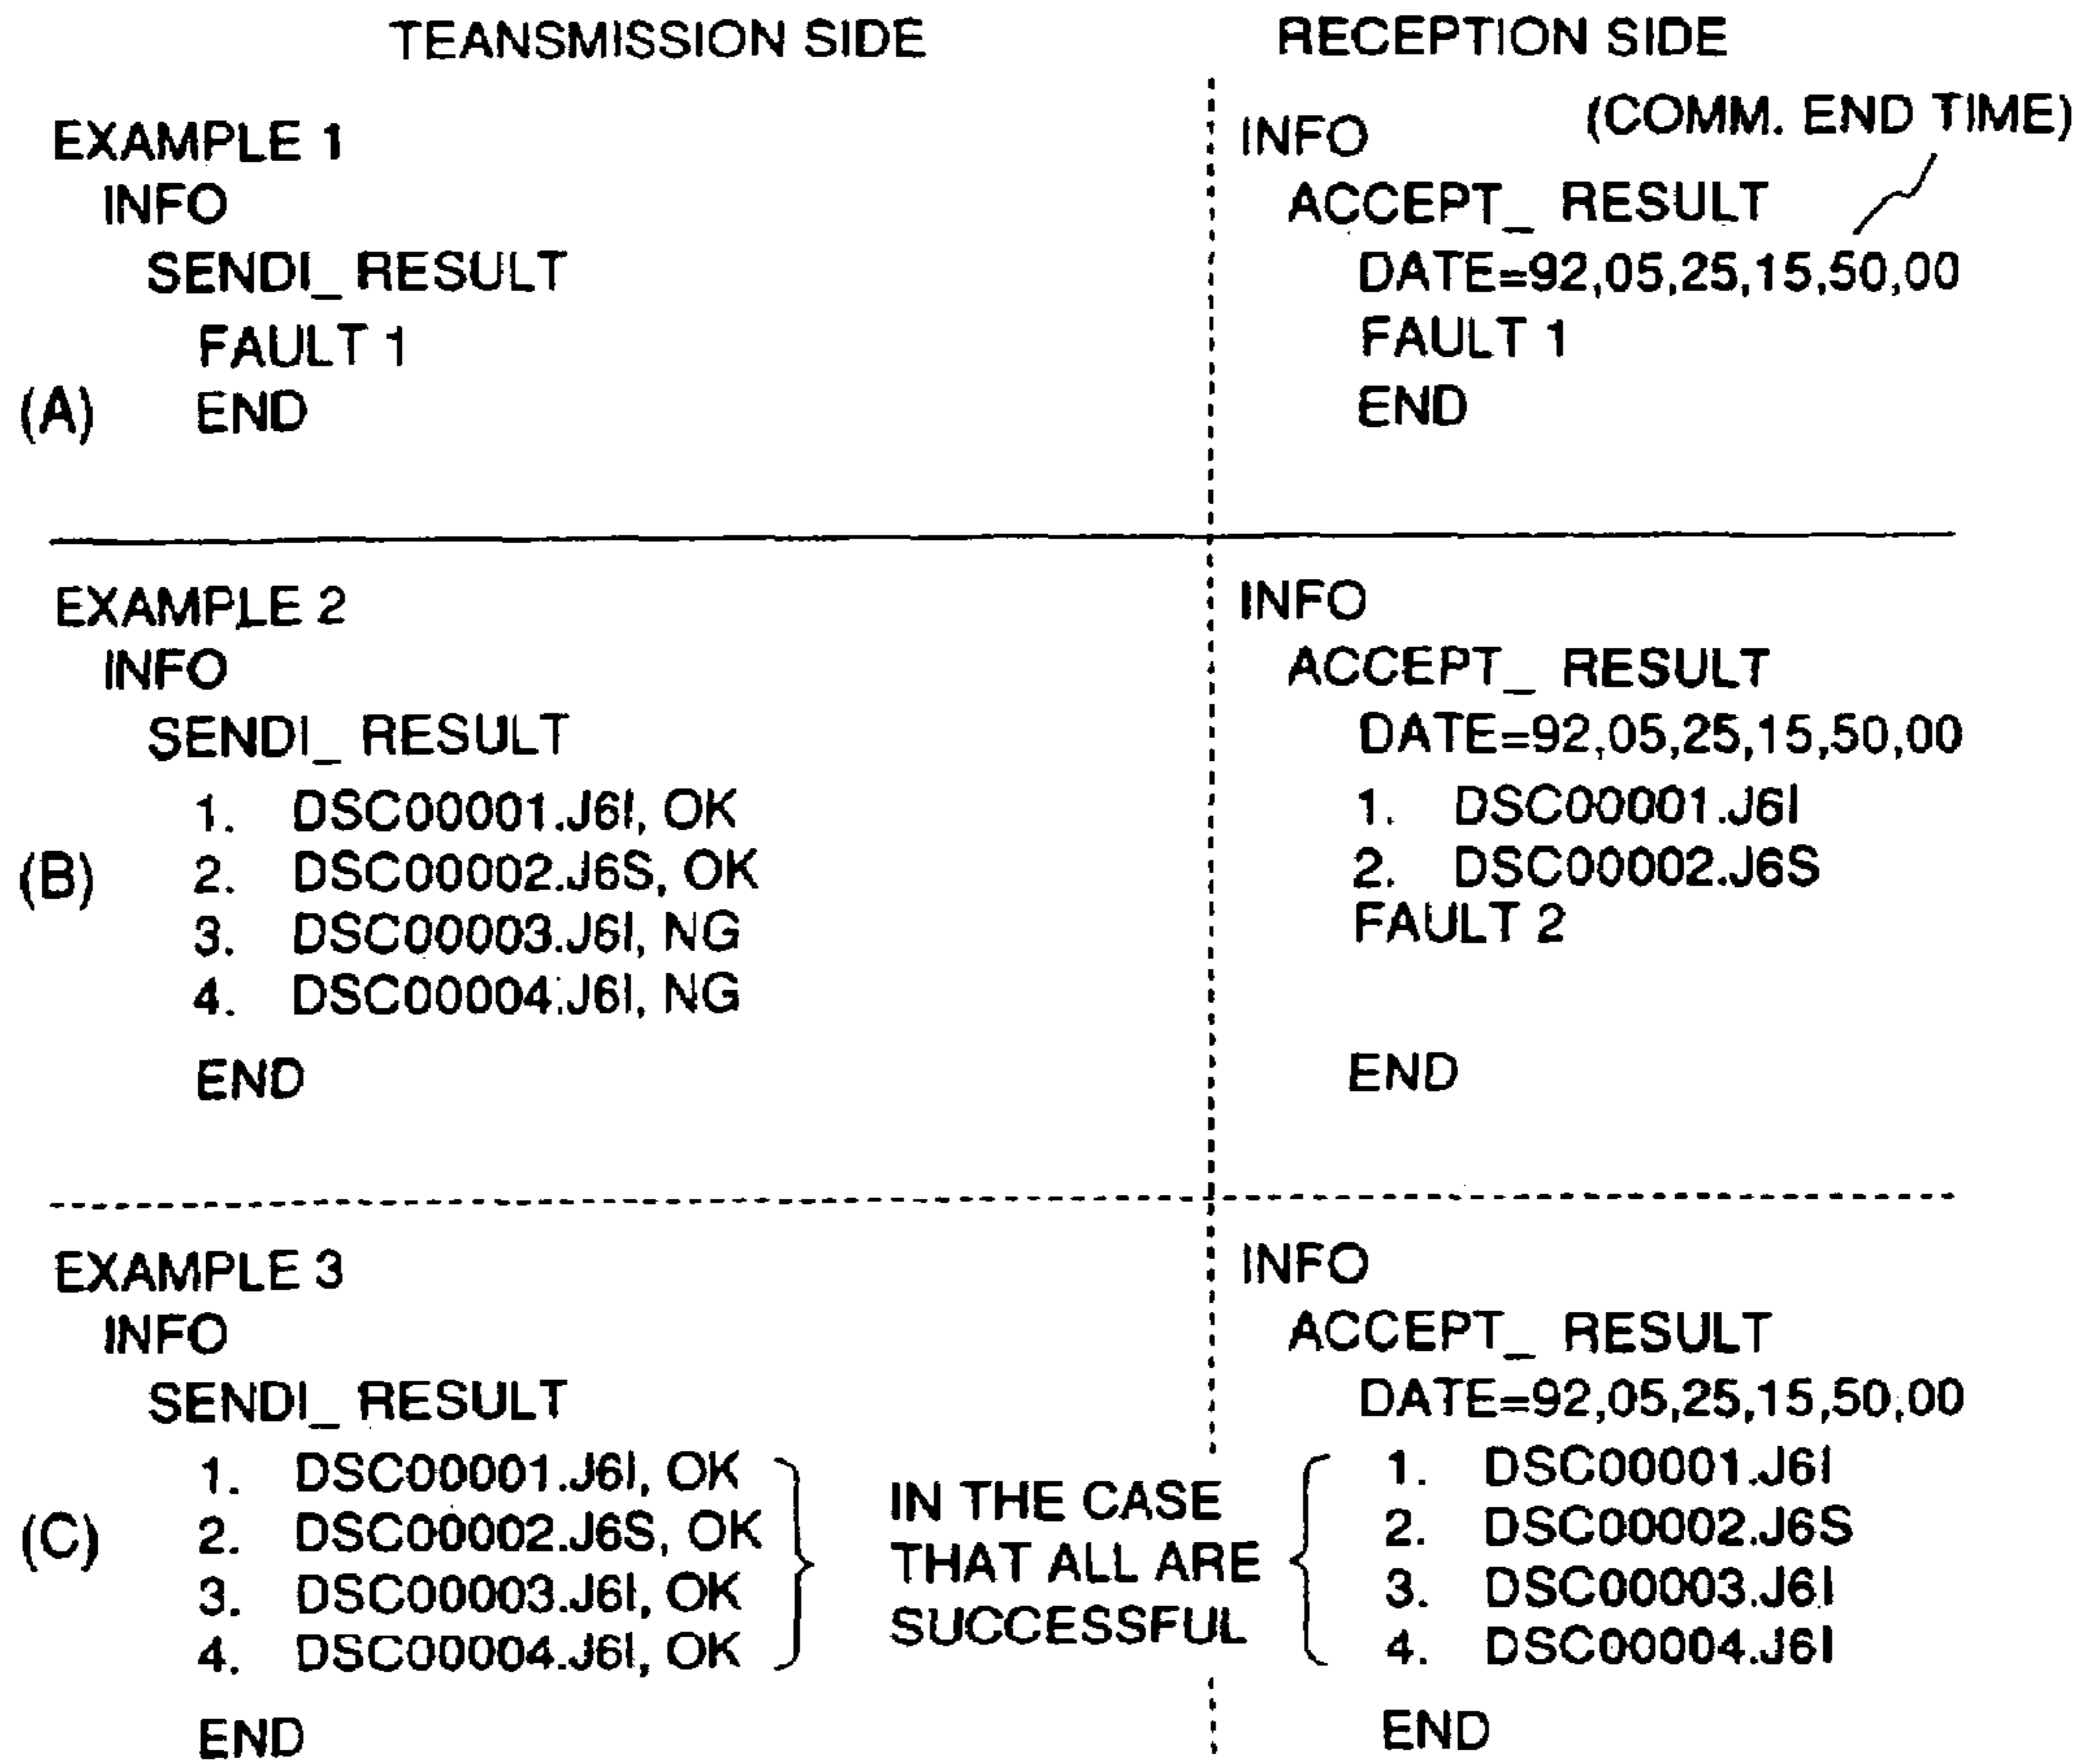 TEANSMISSION SIDE
RECEPTION SIDE
EXAMPLE 1
INFO
SENDI_ RESULT
FAULT 1
(A) END
INFO
(COMM. END TIME)
ACCEPT_ RESULT
DATE=92,05,25,15,50,00
FAULT 1
END
EXAMPLE 2
INFO
SENDI_ RESULT
1. DSC00001.J6I, OK
(B) 2. DSC00002.J6S, OK
3. DSC00003.J6I, NG
4. DSC00004.J6I, NG
END
INFO
ACCEPT_ RESULT
DATE=92,05,25,15,50,00
1. DSC00001.J6I
2. DSC00002.J6S
FAULT 2
END
EXAMPLE 3
INFO
SENDI_ RESULT
1. DSC00001.J6I, OK
(C) 2. DSC00002.J6S, OK
3. DSC00003.J6I, OK
4. DSC00004.J6I, OK
END
IN THE CASE
THAT ALL ARE
SUCCESSFUL
INFO
ACCEPT_ RESULT
DATE=92,05,25,15,50,00
1. DSC00001.J6I
2. DSC00002.J6S
3. DSC00003.J6I
4. DSC00004.J6I
END